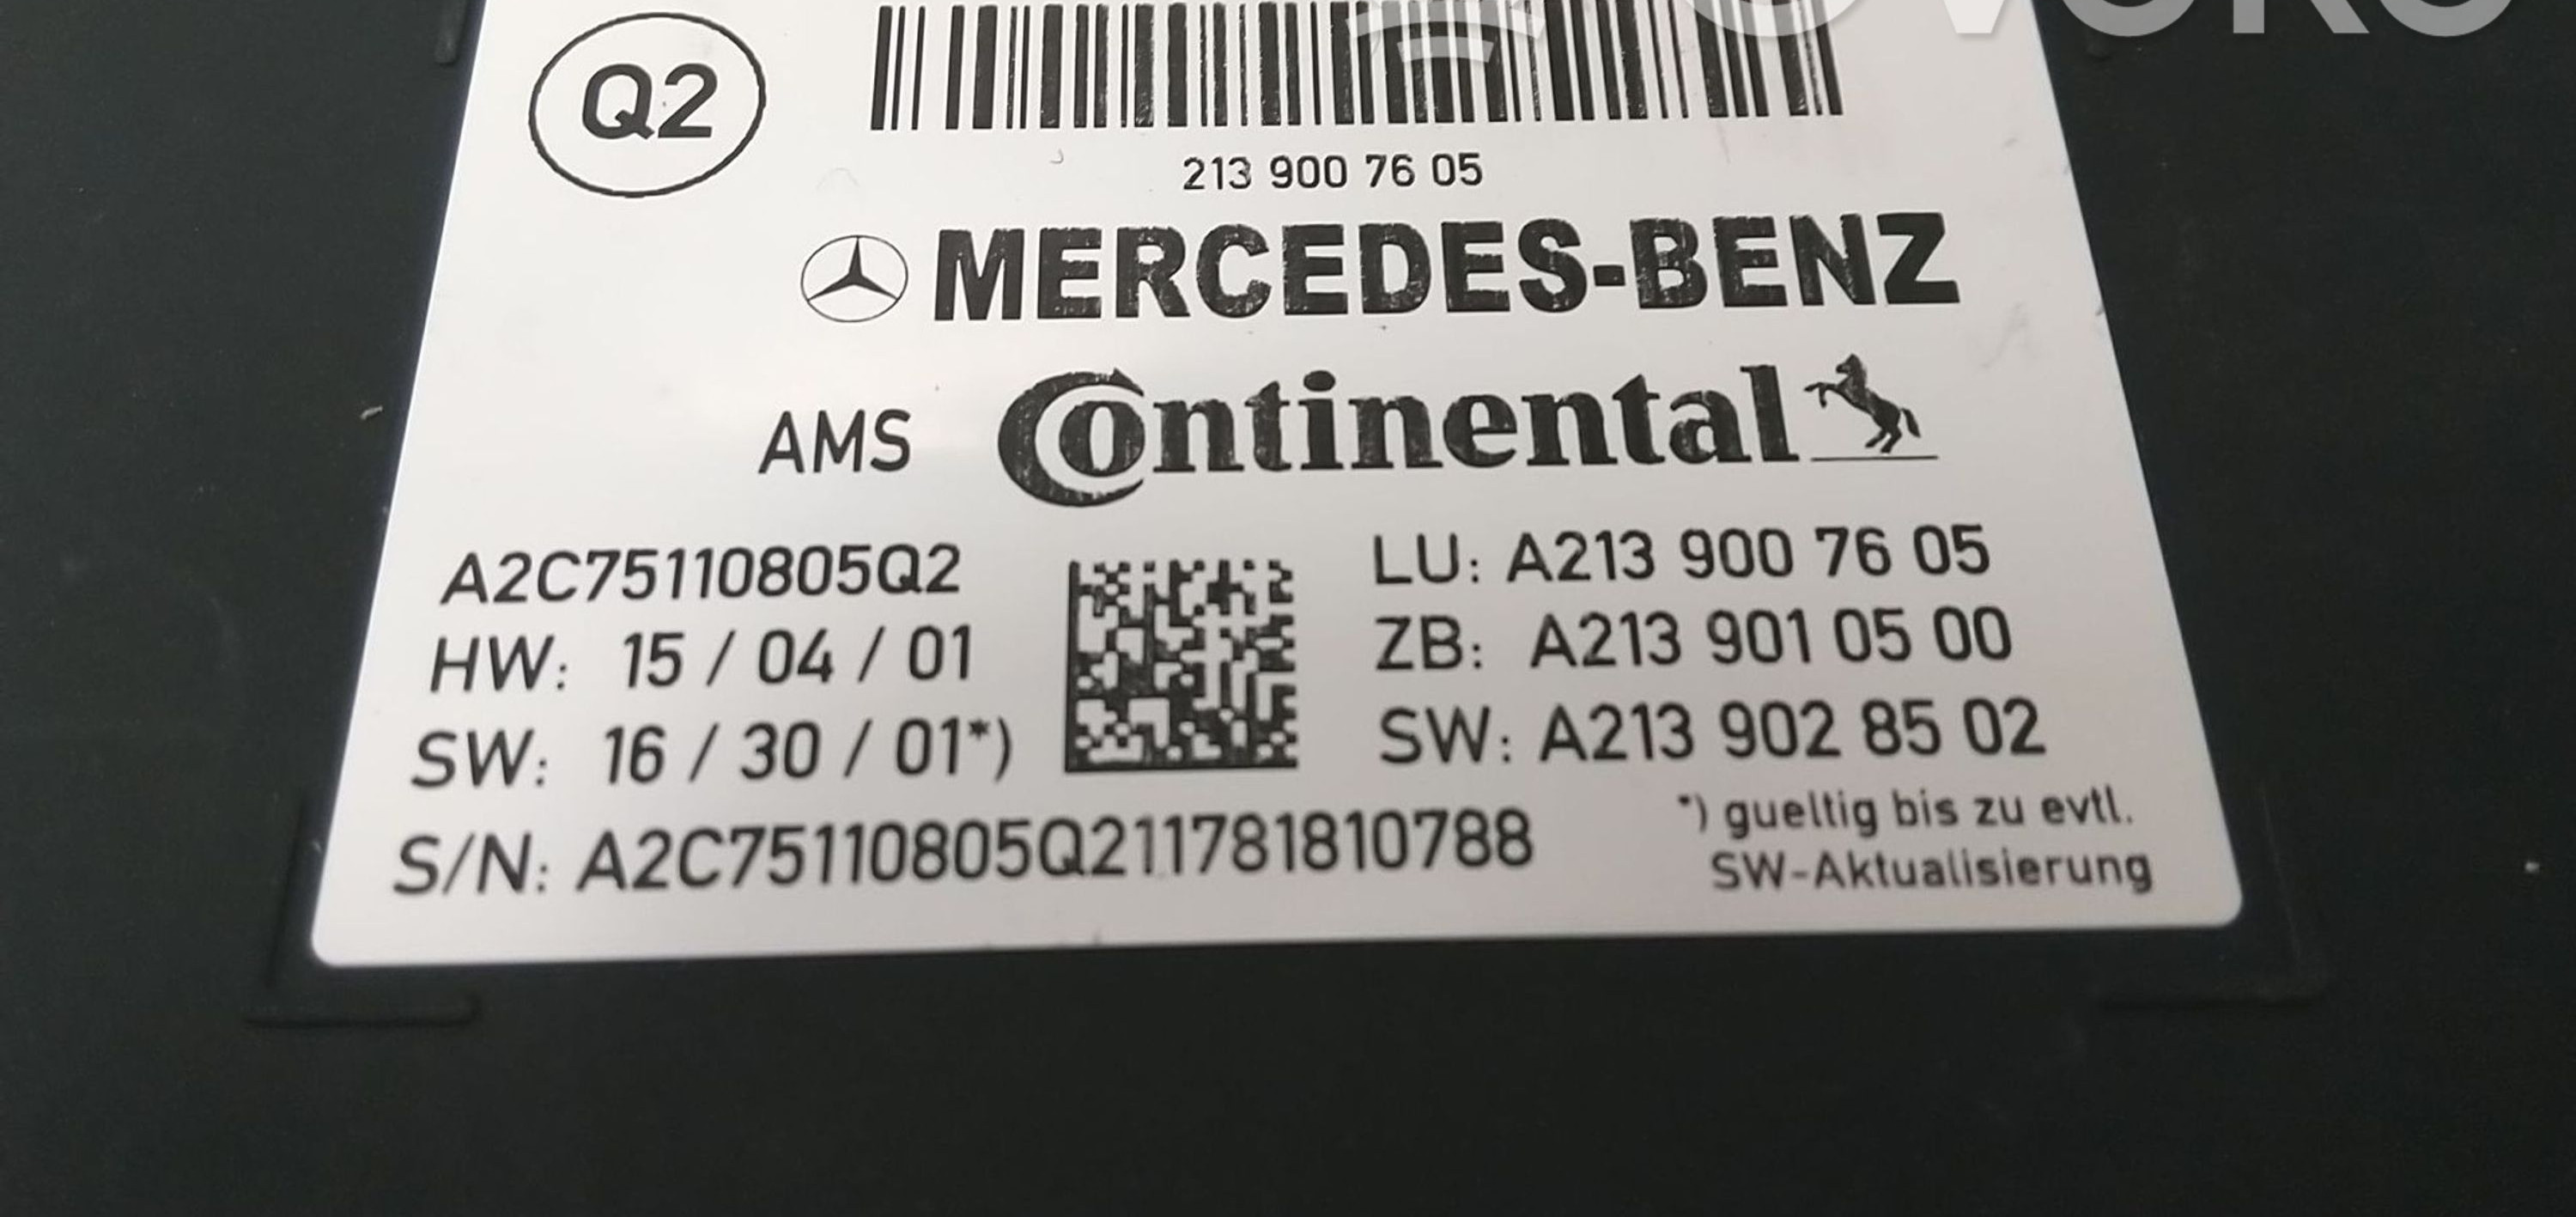 Q2
213 900 76 05
MERCEDES-BENZ
AMS Continental
A2C75110805Q2
HW: 15 / 04 / 01
SW: 16 / 30 / 01*)
S/N: A2C75110805Q211781810788
LU: A213 900 76 05
ZB: A213 901 05 00
SW: A213 902 85 02
*) gueltig bis zu evtl.
SW-Aktualisierung